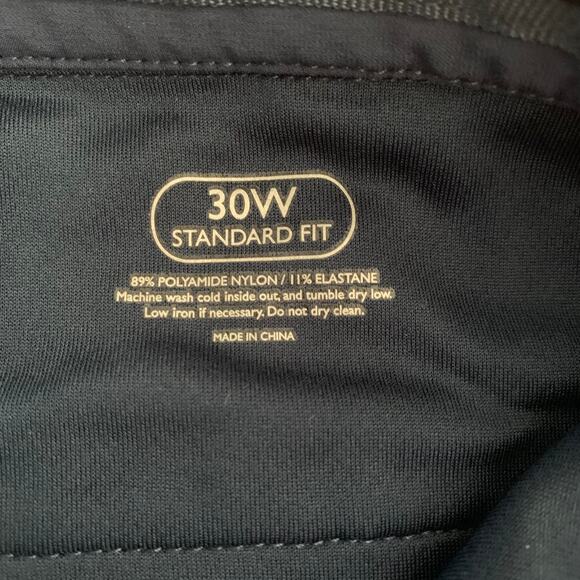 30W
STANDARD FIT
89% POLYAMIDE NYLON / 11% ELASTANE
Machine wash cold inside out, and tumble dry low.
Low iron if necessary. Do not dry clean.
MADE IN CHINA